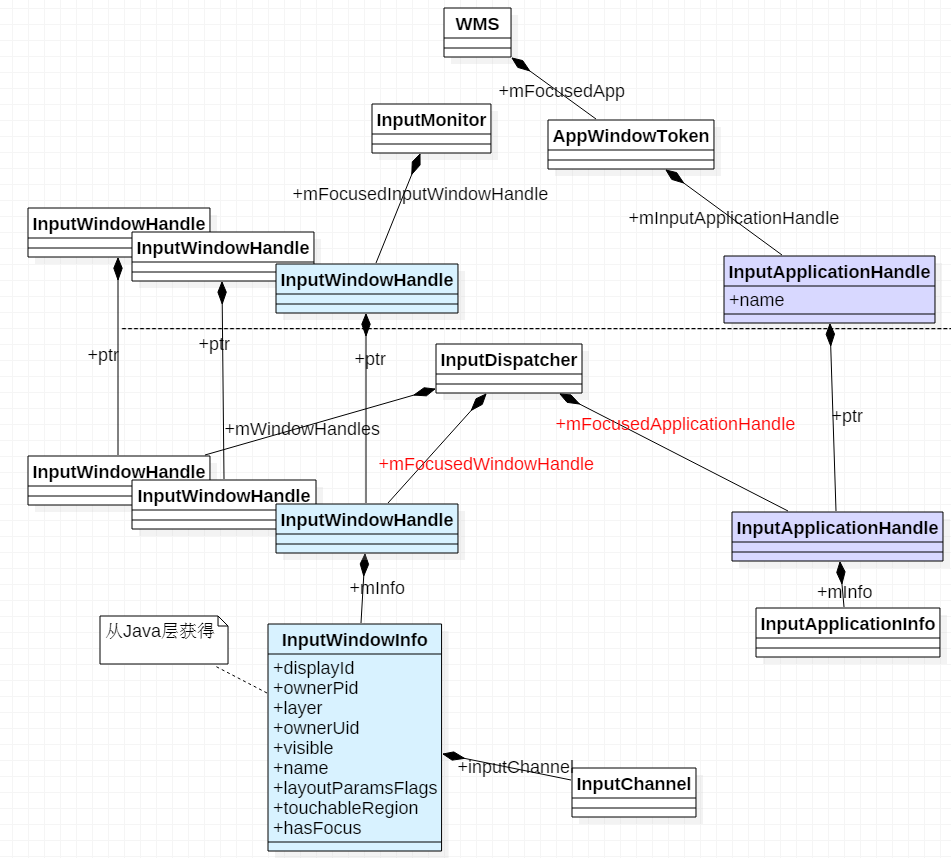 WMS
+mFocusedApp
InputMonitor
AppWindowToken
+mFocusedInputWindowHandle
+mInputApplicationHandle
InputWindowHandle
InputWindowHandle
InputWindowHandle
InputApplicationHandle
+name
+ptr
+ptr
+ptr
InputDispatcher
+ptr
+mWindowHandles
+mFocusedApplicationHandle
+mFocusedWindowHandle
InputWindowHandle
InputWindowHandle
InputWindowHandle
InputApplicationHandle
+mInfo
+mInfo
从Java层获得
InputWindowInfo
InputApplicationInfo
+displayId
+ownerPid
+layer
+ownerUid
+visible
+name
+layoutParamsFlags
+touchableRegion
+hasFocus
+inputChannel
InputChannel